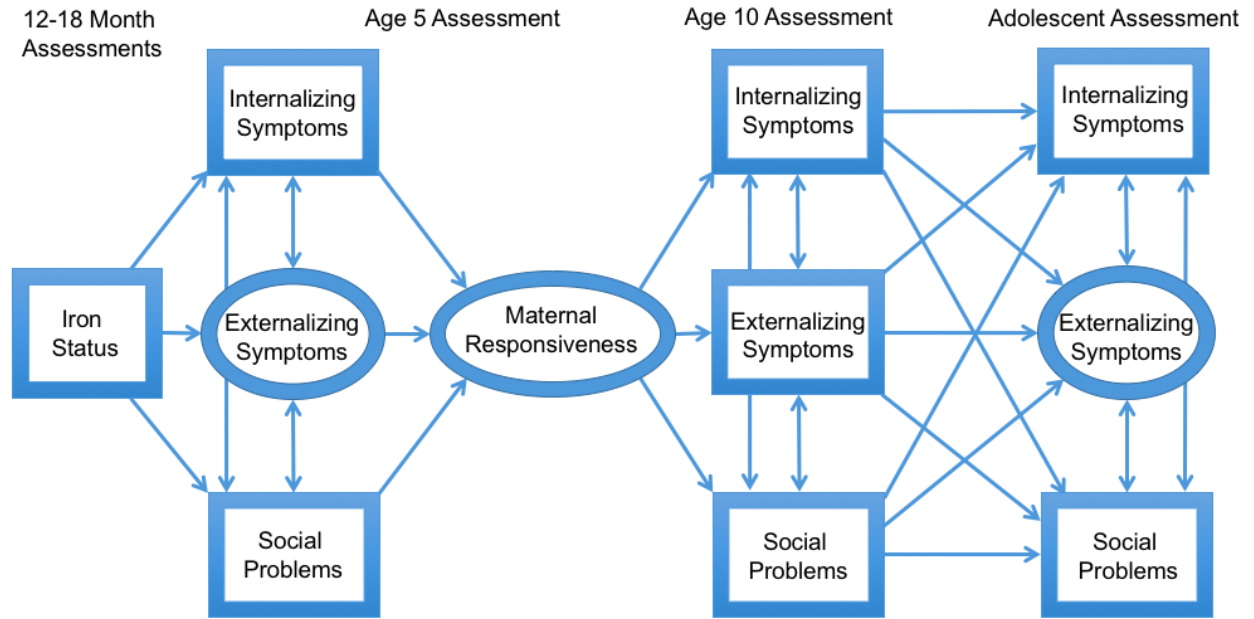 12-18 Month
Assessments
Age 5 Assessment
Age 10 Assessment
Adolescent Assessment
Internalizing
Symptoms
Internalizing
Symptoms
Internalizing
Symptoms
Iron
Status
Externalizing
Symptoms
Maternal
Responsiveness
Externalizing
Symptoms
Externalizing
Symptoms
Social
Problems
Social
Problems
Social
Problems